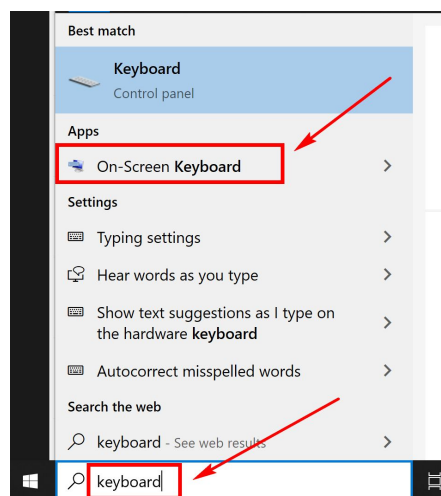 Best match
Keyboard
Control panel
Apps
On-Screen Keyboard
Settings
Typing settings
Hear words as you type
Show text suggestions as I type on
the hardware keyboard
Autocorrect misspelled words
Search the web
keyboard - See web results
keyboard